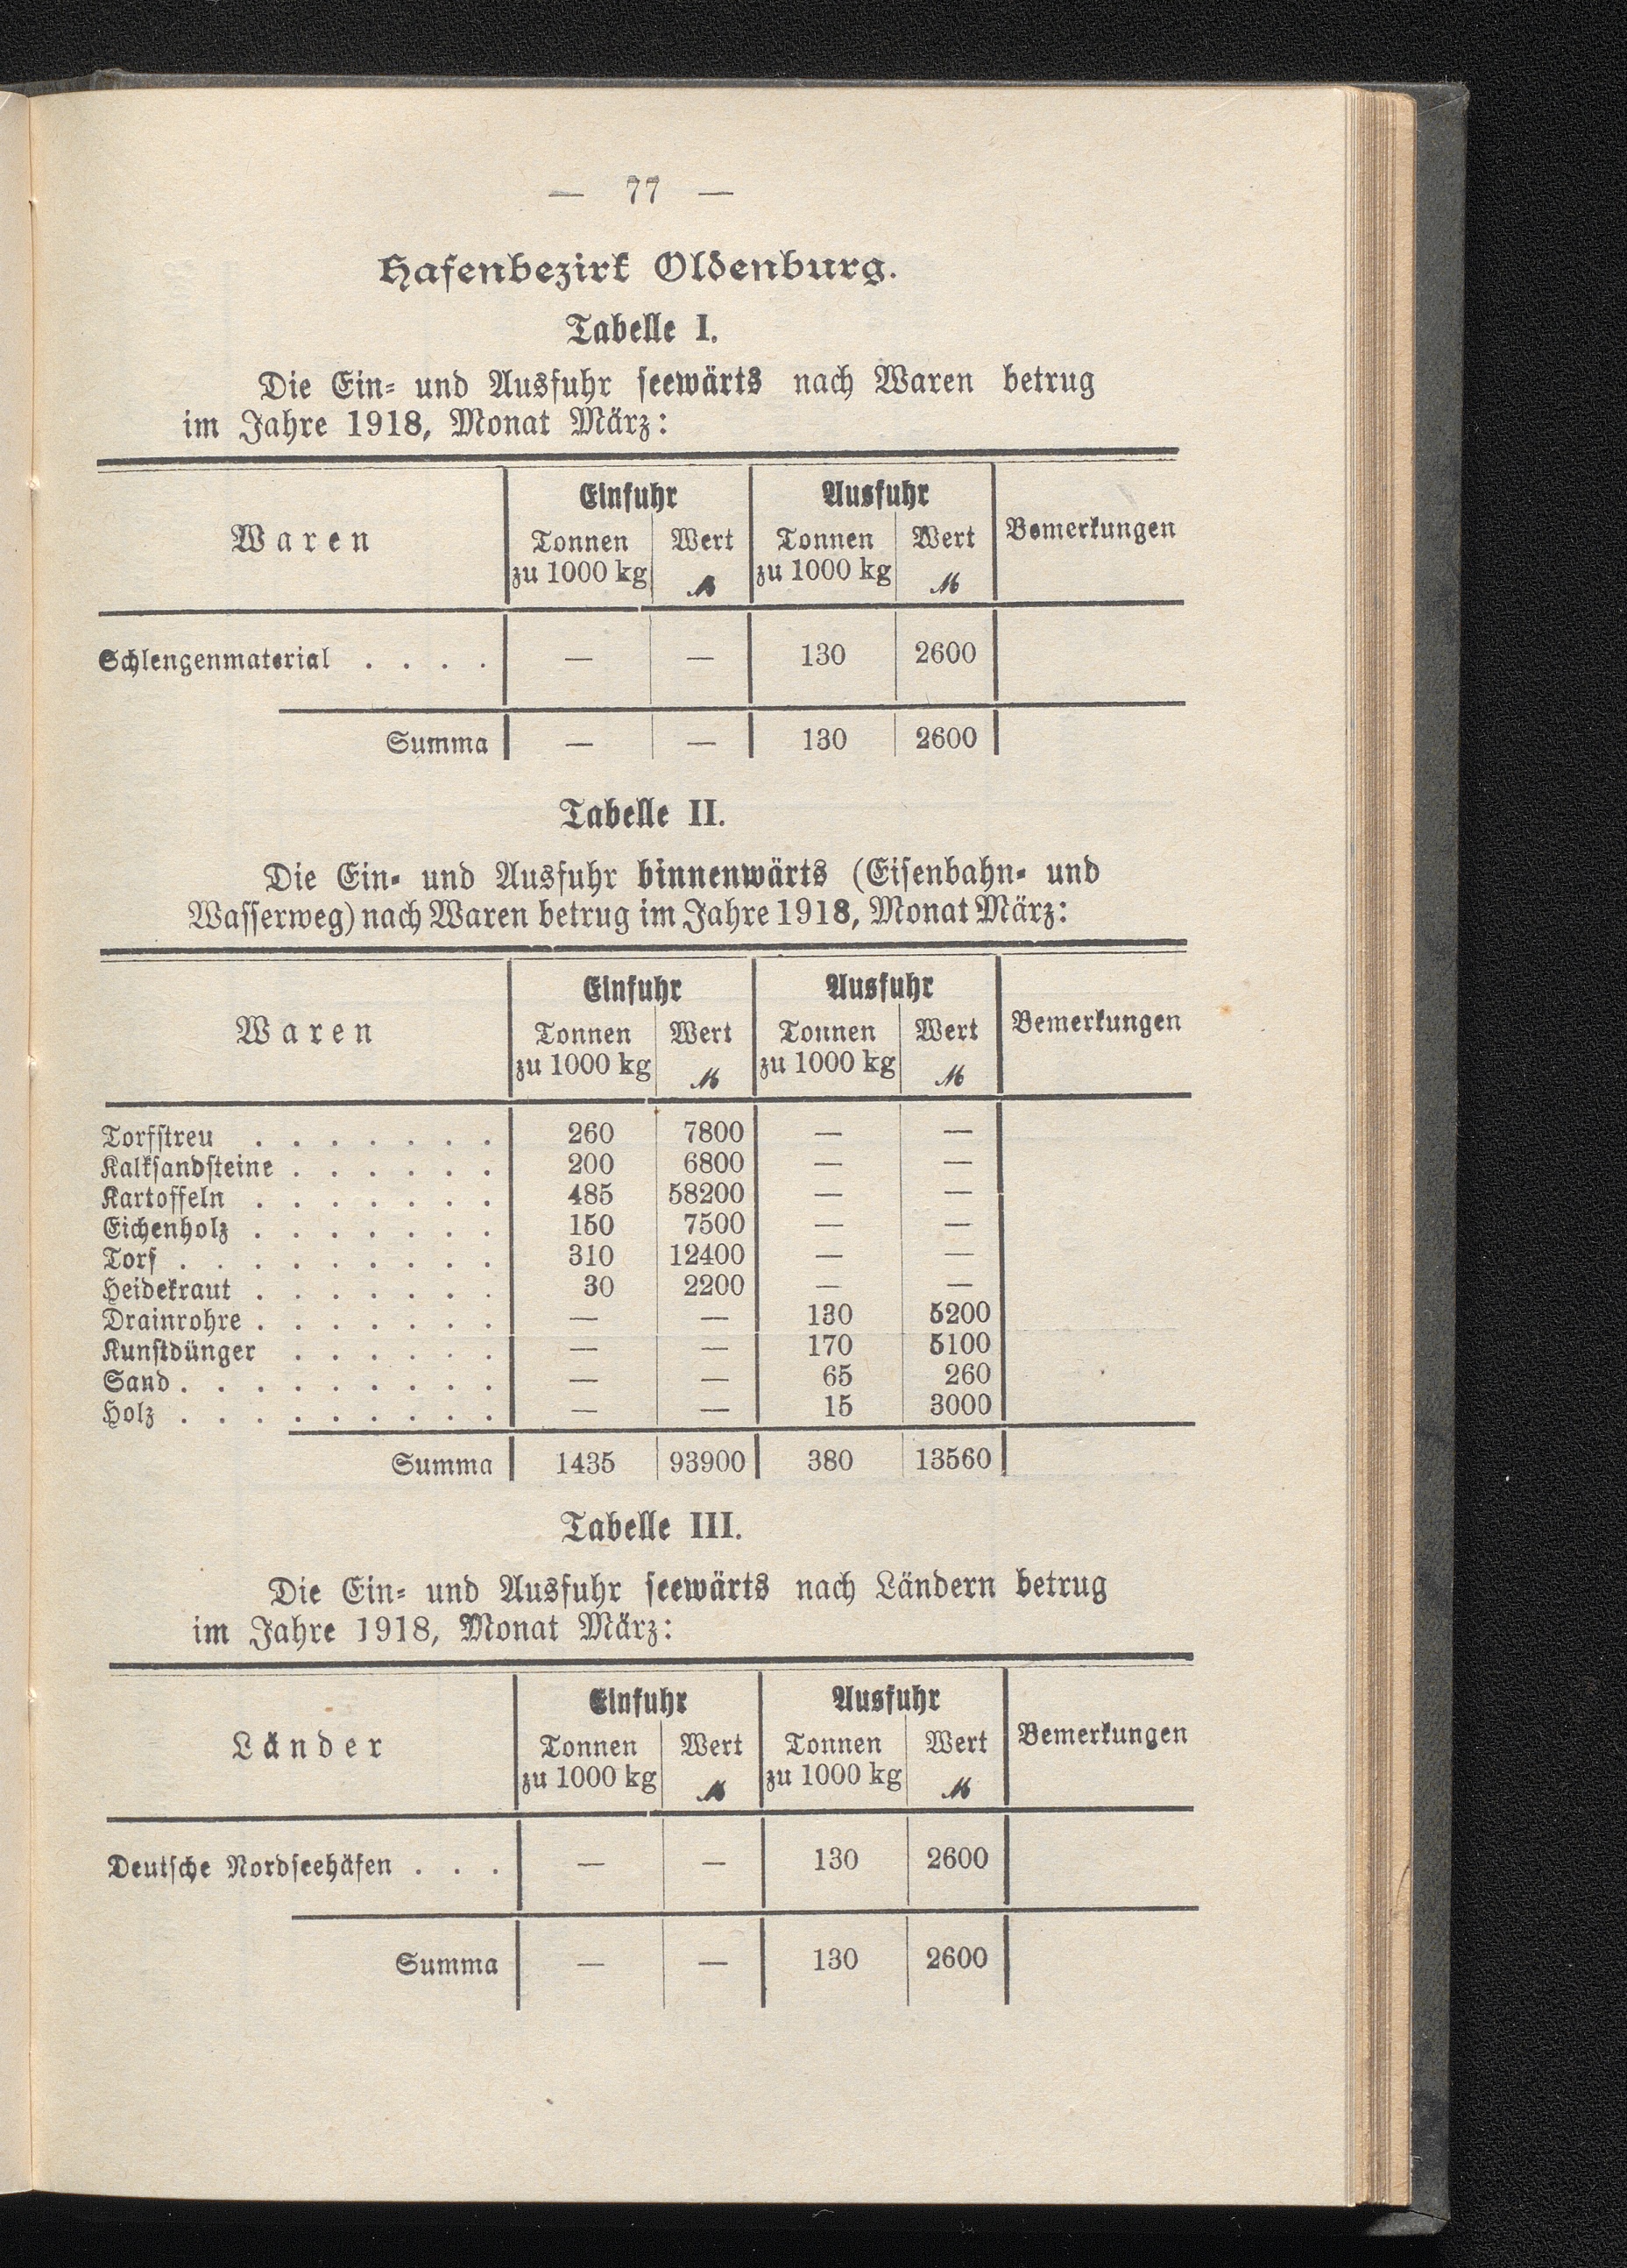 — 77 —
Hafenbezirk Oldenburg.
Tabelle I.
Die Ein- und Ausfuhr seewärts nach Waren betrug
im Jahre 1918, Monat März:
Waren | Einfuhr | Ausfuhr | Bemerkungen
Tonnen zu 1000 kg | Wert ℳ | Tonnen zu 1000 kg | Wert ℳ
Schlengenmaterial . . . . — — 130 2600
Summa — — 130 2600
Tabelle II.
Die Ein- und Ausfuhr binnenwärts (Eisenbahn- und
Wasserweg) nach Waren betrug im Jahre 1918, Monat März:
Waren | Einfuhr | Ausfuhr | Bemerkungen
Tonnen zu 1000 kg | Wert ℳ | Tonnen zu 1000 kg | Wert ℳ
Torfstreu . . . . . . . 260 7800 — —
Kalksandsteine . . . . . . 200 6800 — —
Kartoffeln . . . . . . . 485 58200 — —
Eichenholz . . . . . . . 150 7500 — —
Torf . . . . . . . . . 310 12400 — —
Heidekraut . . . . . . . 30 2200 — —
Drainrohre . . . . . . . — — 130 5200
Kunstdünger . . . . . . — — 170 5100
Sand . . . . . . . . . — — 65 260
Holz . . . . . . . . . — — 15 3000
Summa 1435 93900 380 13560
Tabelle III.
Die Ein- und Ausfuhr seewärts nach Ländern betrug
im Jahre 1918, Monat März:
Länder | Einfuhr | Ausfuhr | Bemerkungen
Tonnen zu 1000 kg | Wert ℳ | Tonnen zu 1000 kg | Wert ℳ
Deutsche Nordseehäfen . . . — — 130 2600
Summa — — 130 2600